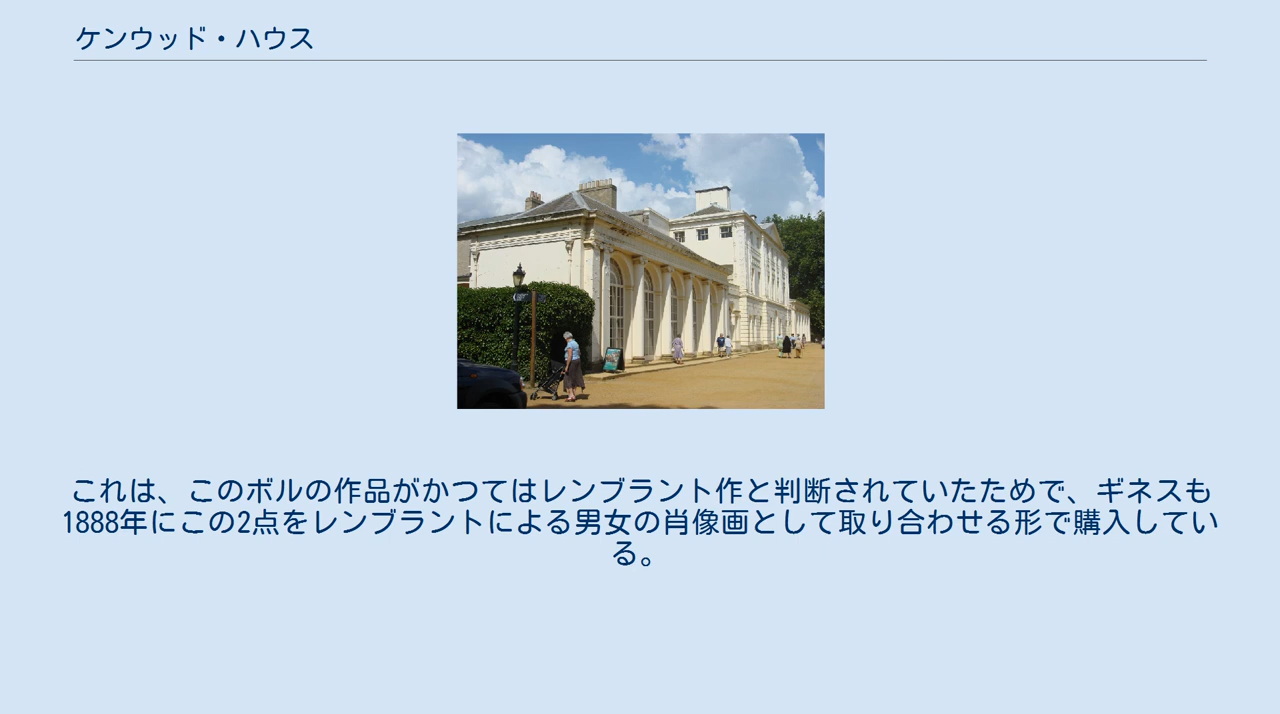 ケンウッド・ハウス
これは、このボルの作品がかつてはレンブラント作と判断されていたためで、ギネスも
1888年にこの2点をレンブラントによる男女の肖像画として取り合わせる形で購入してい
る。